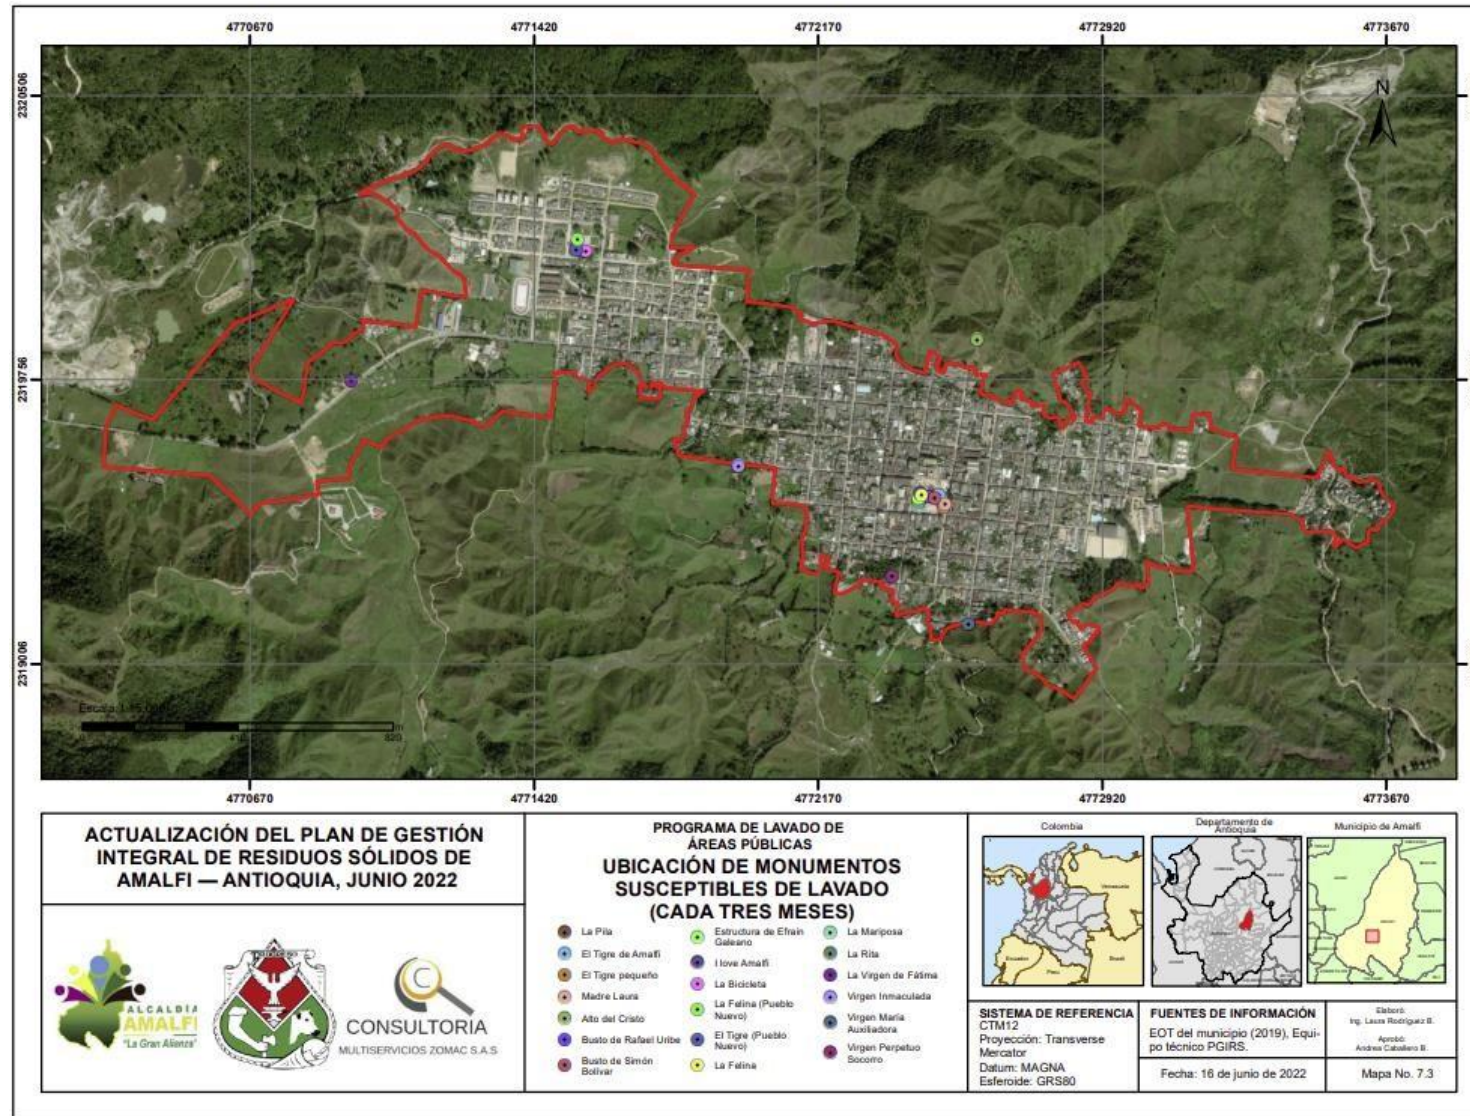 4770670
4771420
4772170
4772920
4773670
2320506
2319756
2319006
N
820
4770670
4771420
4772170
4772920
4773670
ACTUALIZACIÓN DEL PLAN DE GESTIÓN
INTEGRAL DE RESIDUOS SÓLIDOS DE
AMALFI — ANTIOQUIA, JUNIO 2022
ALCALDÍA
AMALFI
"La Gran Alianza"
C
CONSULTORIA
MULTISERVICIOS ZOMAC S.A.S
PROGRAMA DE LAVADO DE
ÁREAS PÚBLICAS
UBICACIÓN DE MONUMENTOS
SUSCEPTIBLES DE LAVADO
(CADA TRES MESES)
La Pila
El Tigre de Amalfi
El Tigre pequeño
Madre Laura
Alto del Cristo
Busto de Rafael Uribe
Busto de Simón
Bolívar
Estructura de Efraín
Galeano
I love Amalfi
La Bicicleta
La Felina (Pueblo
Nuevo)
El Tigre (Pueblo
Nuevo)
La Felina
La Mariposa
La Rita
La Virgen de Fátima
Virgen Inmaculada
Virgen María
Auxiliadora
Virgen Perpetuo
Socorro
Colombia
Venezuela
Ecuador
Peru
Brasil
Departamento de
Antioquia
Municipio de Amalfi
SISTEMA DE REFERENCIA
CTM12
Proyección: Transverse
Mercator
Datum: MAGNA
Esferoide: GRS80
FUENTES DE INFORMACIÓN
EOT del municipio (2019), Equi-
po técnico PGIRS.
Fecha: 16 de junio de 2022
Elaboró:
Ing. Laura Rodríguez B.
Aprobó:
Andrea Caballero B.
Mapa No. 7.3